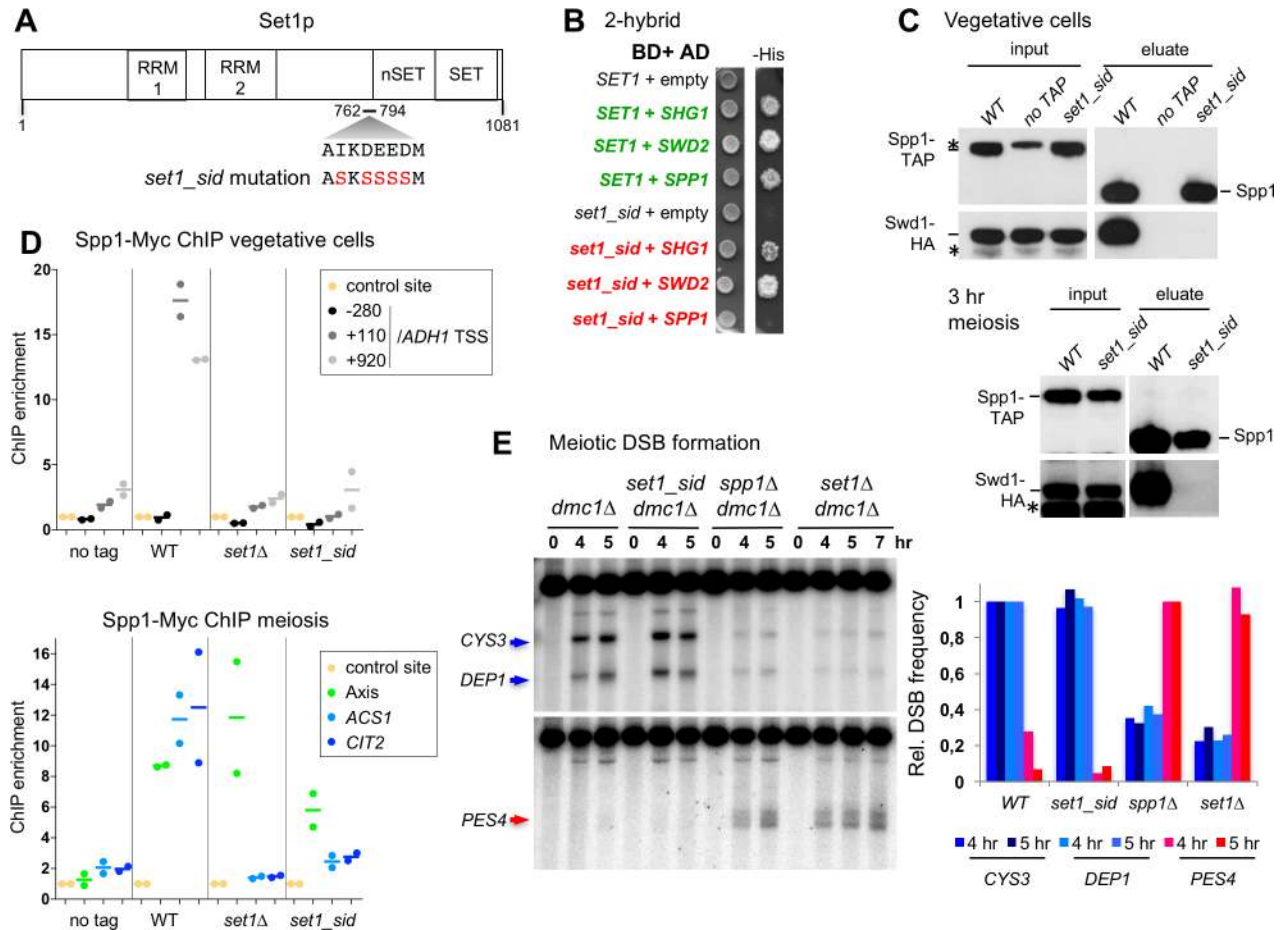 A
Set1p
RRM 1
RRM 2
nSET
SET
762 – 794
1
1081
AIKDEEDM
set1_sid mutation ASKSSSSM
B
2-hybrid
BD+ AD
-His
SET1 + empty
SET1 + SHG1
SET1 + SWD2
SET1 + SPP1
set1_sid + empty
set1_sid + SHG1
set1_sid + SWD2
set1_sid + SPP1
C
Vegetative cells
input
eluate
WT
no TAP
set1_sid
WT
no TAP
set1_sid
Spp1-TAP
*
Spp1
Swd1-HA
*
3 hr meiosis
input
eluate
WT
set1_sid
WT
set1_sid
Spp1-TAP
Spp1
Swd1-HA
*
D
Spp1-Myc ChIP vegetative cells
20
15
10
5
0
ChIP enrichment
control site
-280
+110
+920
/ADH1 TSS
no tag
WT
set1Δ
set1_sid
Spp1-Myc ChIP meiosis
16
14
12
10
8
6
4
2
0
ChIP enrichment
control site
Axis
ACS1
CIT2
no tag
WT
set1Δ
set1_sid
E
Meiotic DSB formation
dmc1Δ
set1_sid dmc1Δ
spp1Δ dmc1Δ
set1Δ dmc1Δ
0 4 5 0 4 5 0 4 5 0 4 5 7 hr
CYS3
DEP1
PES4
Rel. DSB frequency
1
0,8
0,6
0,4
0,2
0
WT
set1_sid
spp1Δ
set1Δ
4 hr 5 hr 4 hr 5 hr 4 hr 5 hr
CYS3
DEP1
PES4